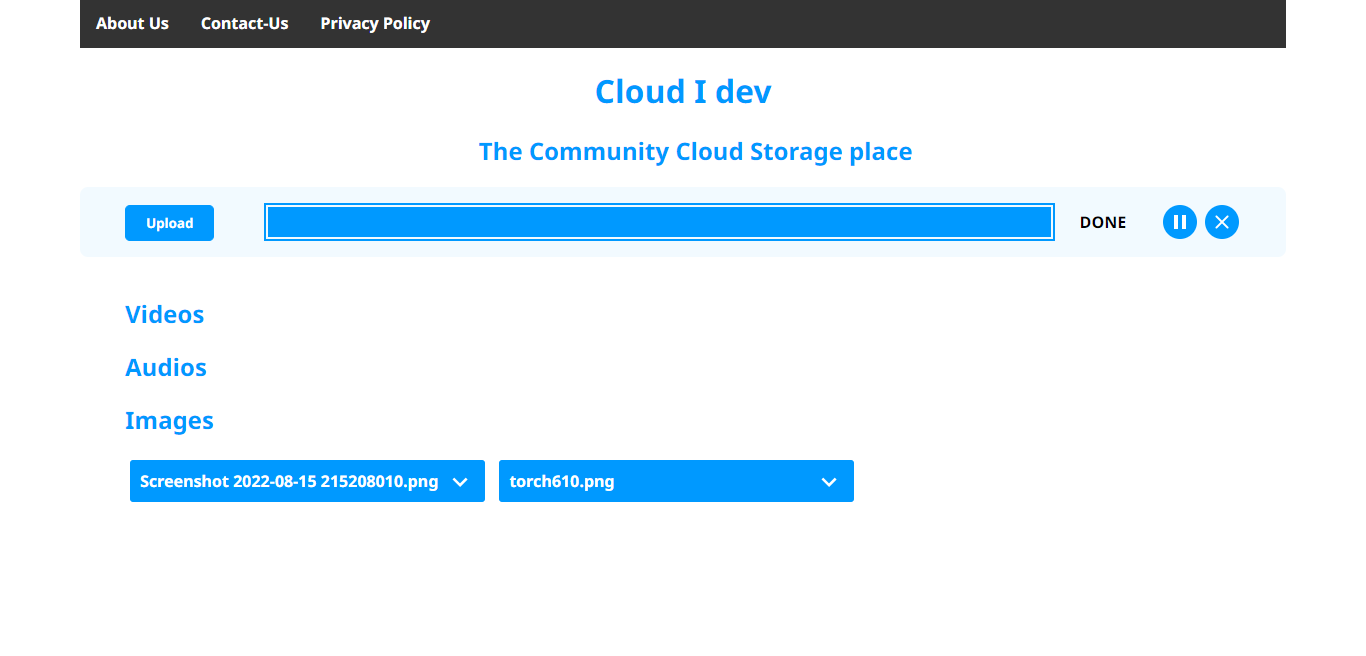 About Us Contact-Us Privacy Policy
Cloud I dev
The Community Cloud Storage place
Upload DONE
Videos
Audios
Images
Screenshot 2022-08-15 215208010.png torch610.png